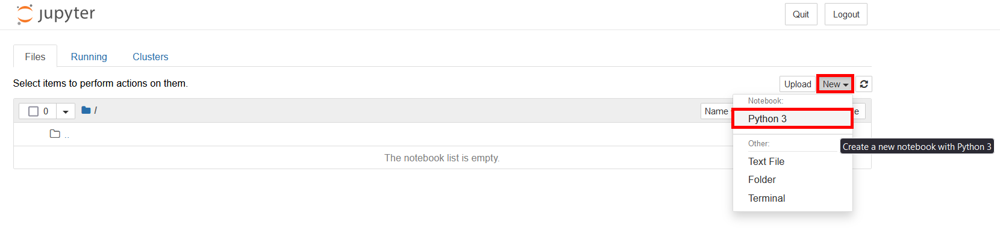 jupyter
Quit Logout
Files Running Clusters
Select items to perform actions on them.
Upload New
Notebook:
0 / Name
Python 3
..
Other:
Create a new notebook with Python 3
The notebook list is empty.
Text File
Folder
Terminal